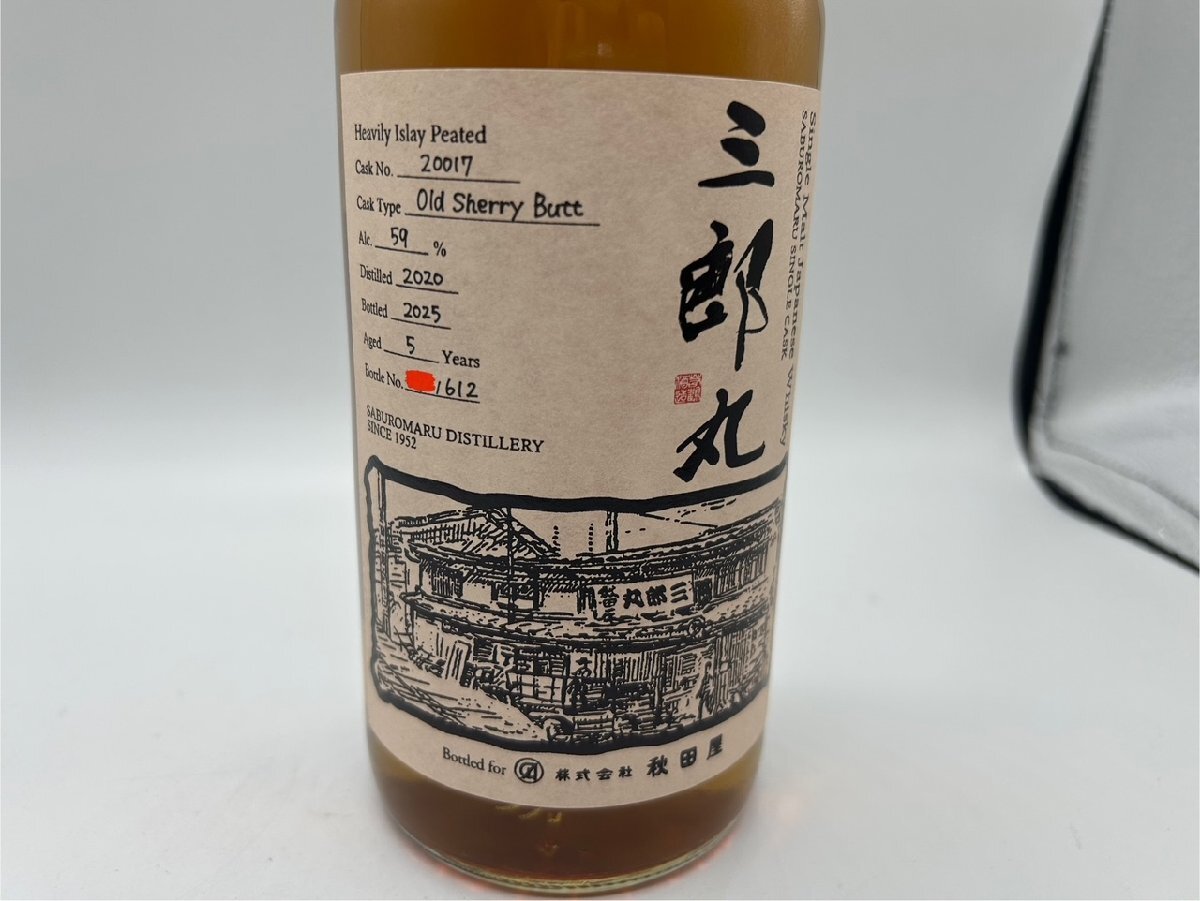 Heavily Islay Peated
Cask No. 20017
Cask Type Old Sherry Butt
Alc. 59 %
Distilled 2020
Bottled 2025
Aged 5 Years
Bottle No. /612
SABUROMARU DISTILLERY
SINCE 1952
三郎丸
Single Malt Japanese Whisky
SABUROMARU SINGLE CASK
三郎丸
Bottled for 株式会社 秋田屋